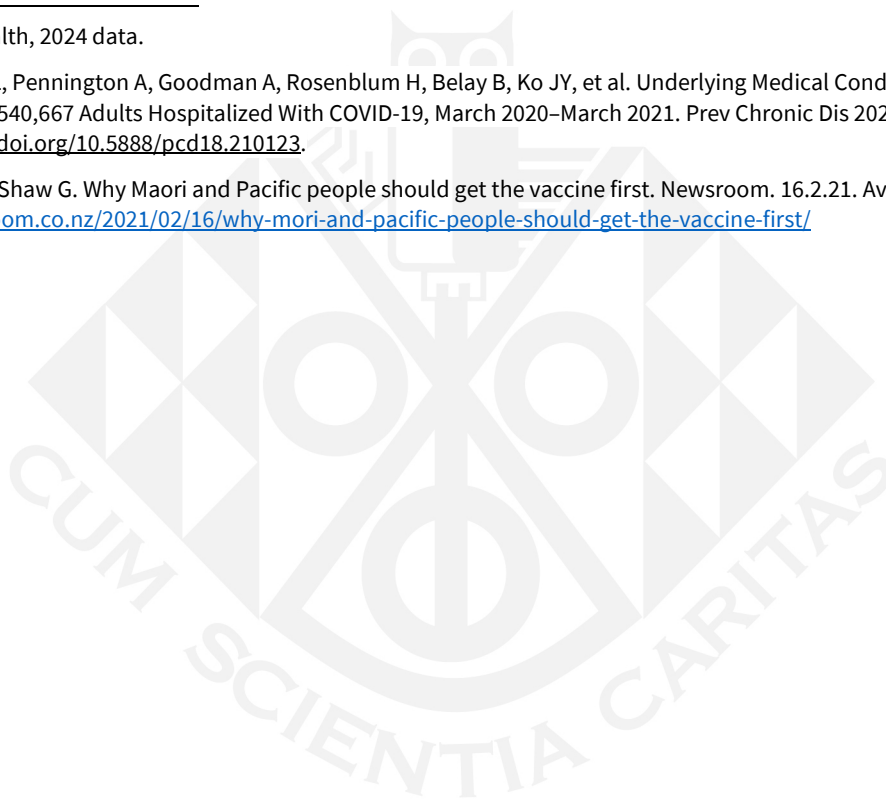 lth, 2024 data.
, Pennington A, Goodman A, Rosenblum H, Belay B, Ko JY, et al. Underlying Medical Cond
540,667 Adults Hospitalized With COVID-19, March 2020–March 2021. Prev Chronic Dis 202
doi.org/10.5888/pcd18.210123.
Shaw G. Why Maori and Pacific people should get the vaccine first. Newsroom. 16.2.21. Av
om.co.nz/2021/02/16/why-mori-and-pacific-people-should-get-the-vaccine-first/
CUM SCIENTIA CARITAS